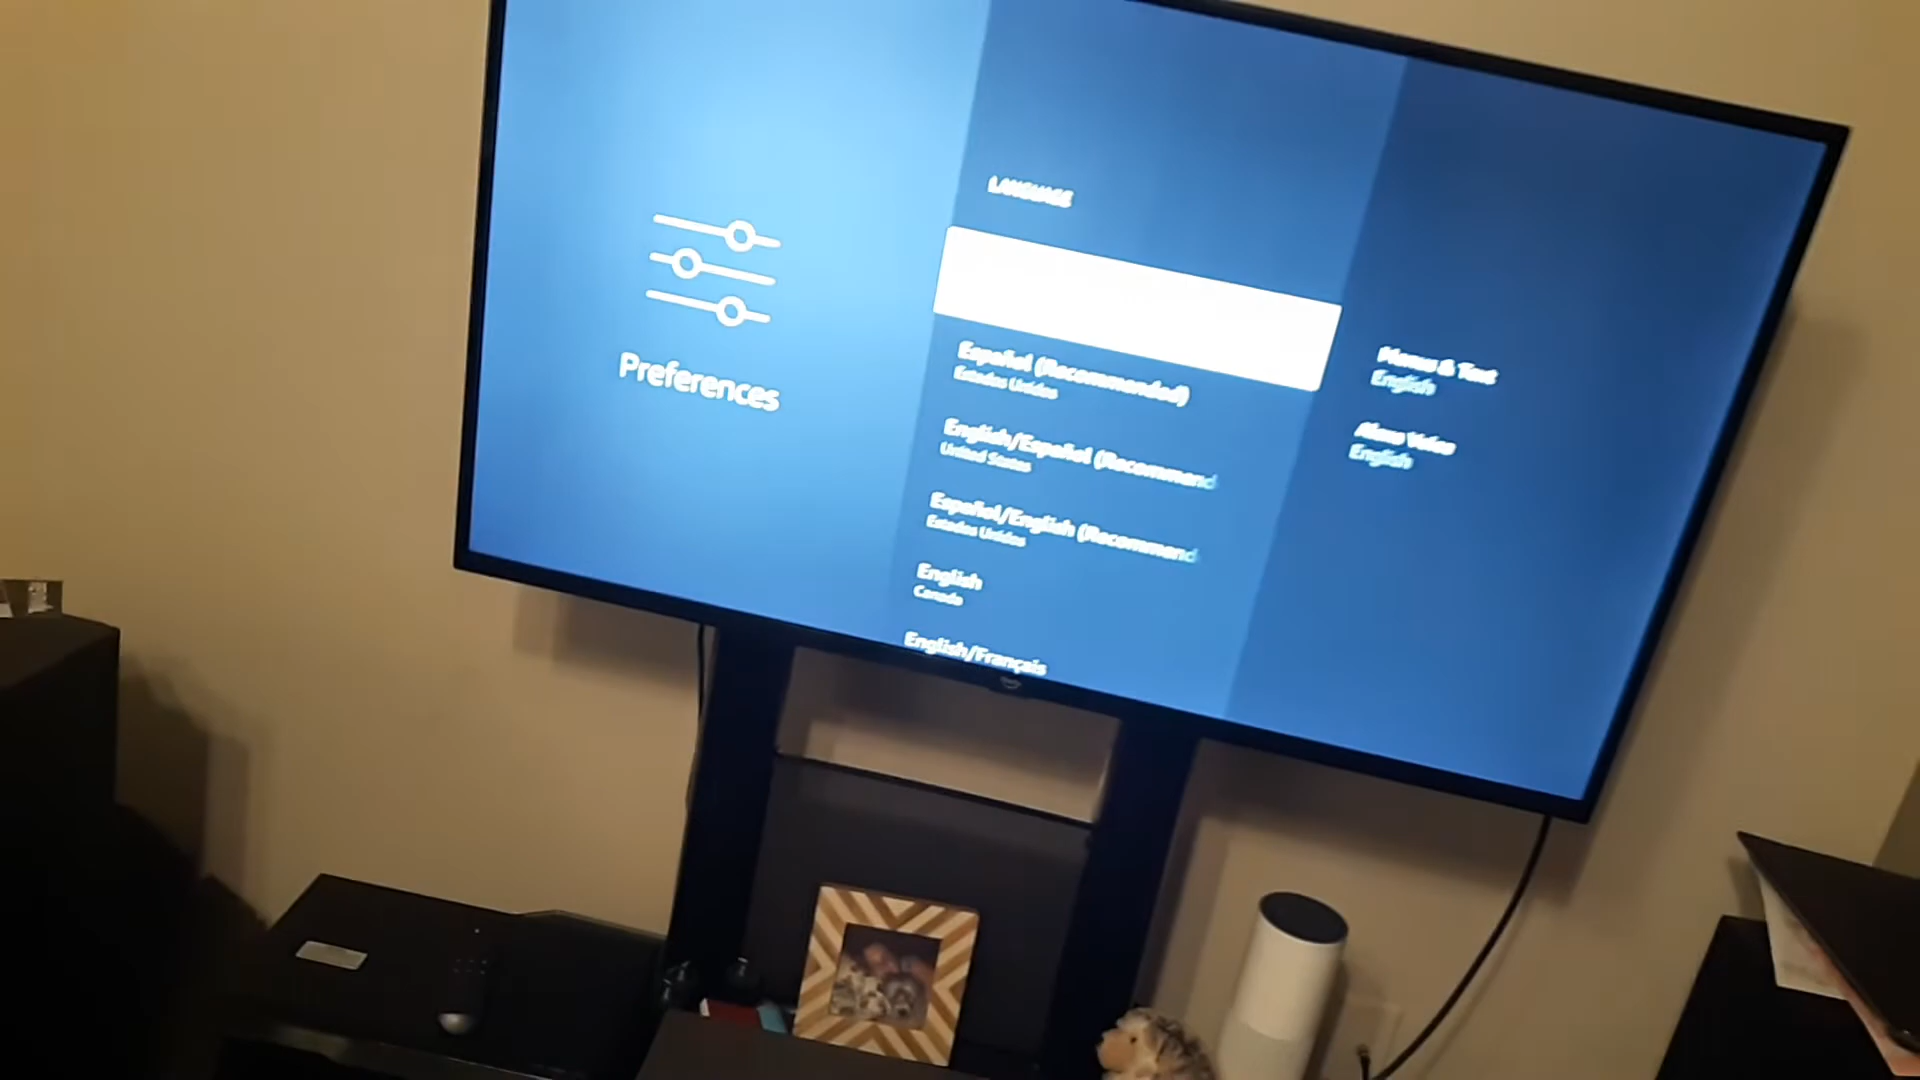 Preferences
LANGUAGE
Español (Recommended)
Estados Unidos
English/Español (Recommend
United States
Español/English (Recommend
Estados Unidos
English
Canada
English/Français
Menus & Text
English
Alexa Voice
English